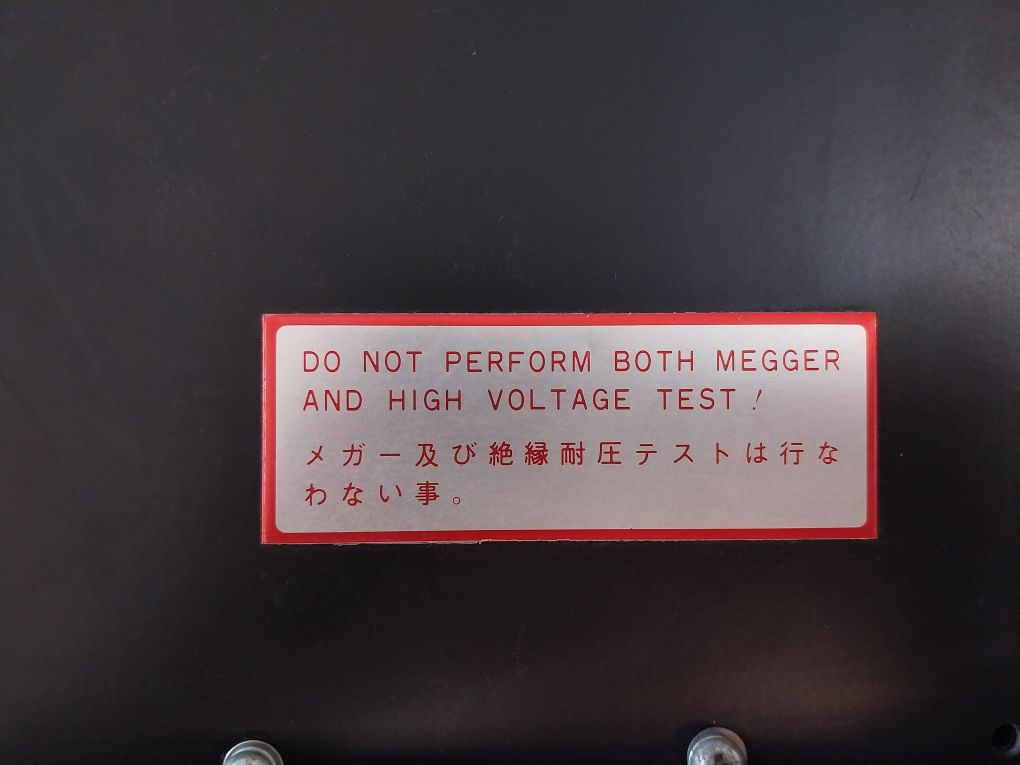 DO NOT PERFORM BOTH MEGGER
AND HIGH VOLTAGE TEST!
メガー及び絶縁耐圧テストは行な
わない事。